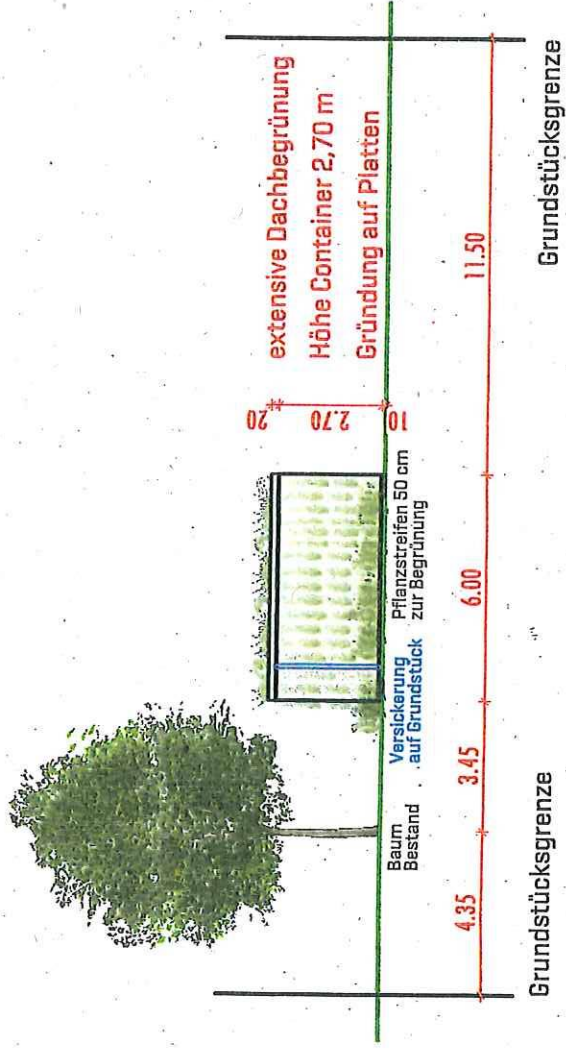 extensive Dachbegrünung
Höhe Container 2,70 m
Gründung auf Platten
20
2.70
10
Baum
Bestand
Versickerung
auf Grundstück
Pflanzstreifen 50 cm
zur Begrünung
4.35
3.45
6.00
11.50
Grundstücksgrenze
Grundstücksgrenze